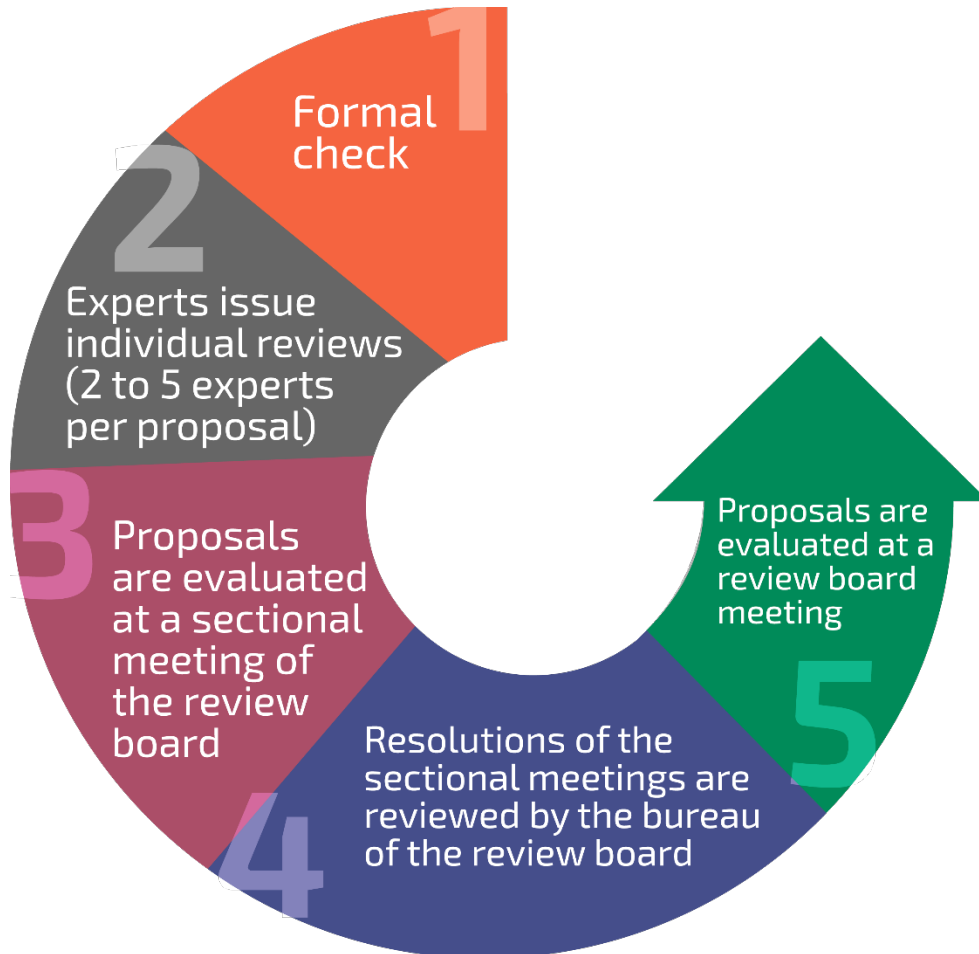 1
Formal
check
2
Experts issue
individual reviews
(2 to 5 experts
per proposal)
3
Proposals
are evaluated
at a sectional
meeting of
the review
board
4
Resolutions of the
sectional meetings are
reviewed by the bureau
of the review board
5
Proposals are
evaluated at a
review board
meeting